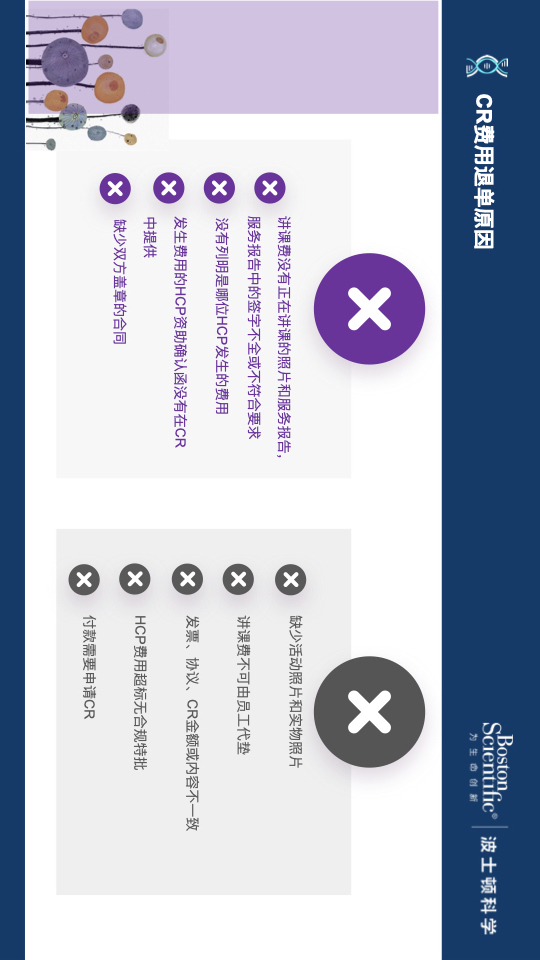 CR费用退单原因
Boston
Scientific®
为生命创新
波士顿科学
讲课费没有正在讲课的照片和服务报告，
服务报告中的签字不全或不符合要求
没有列明是哪位HCP发生的费用
发生费用的HCP资助确认函没有在CR
中提供
缺少双方盖章的合同
缺少活动照片和实物照片
讲课费不可由员工代垫
发票、协议、CR金额或内容不一致
HCP费用超标无合规特批
付款需要申请CR